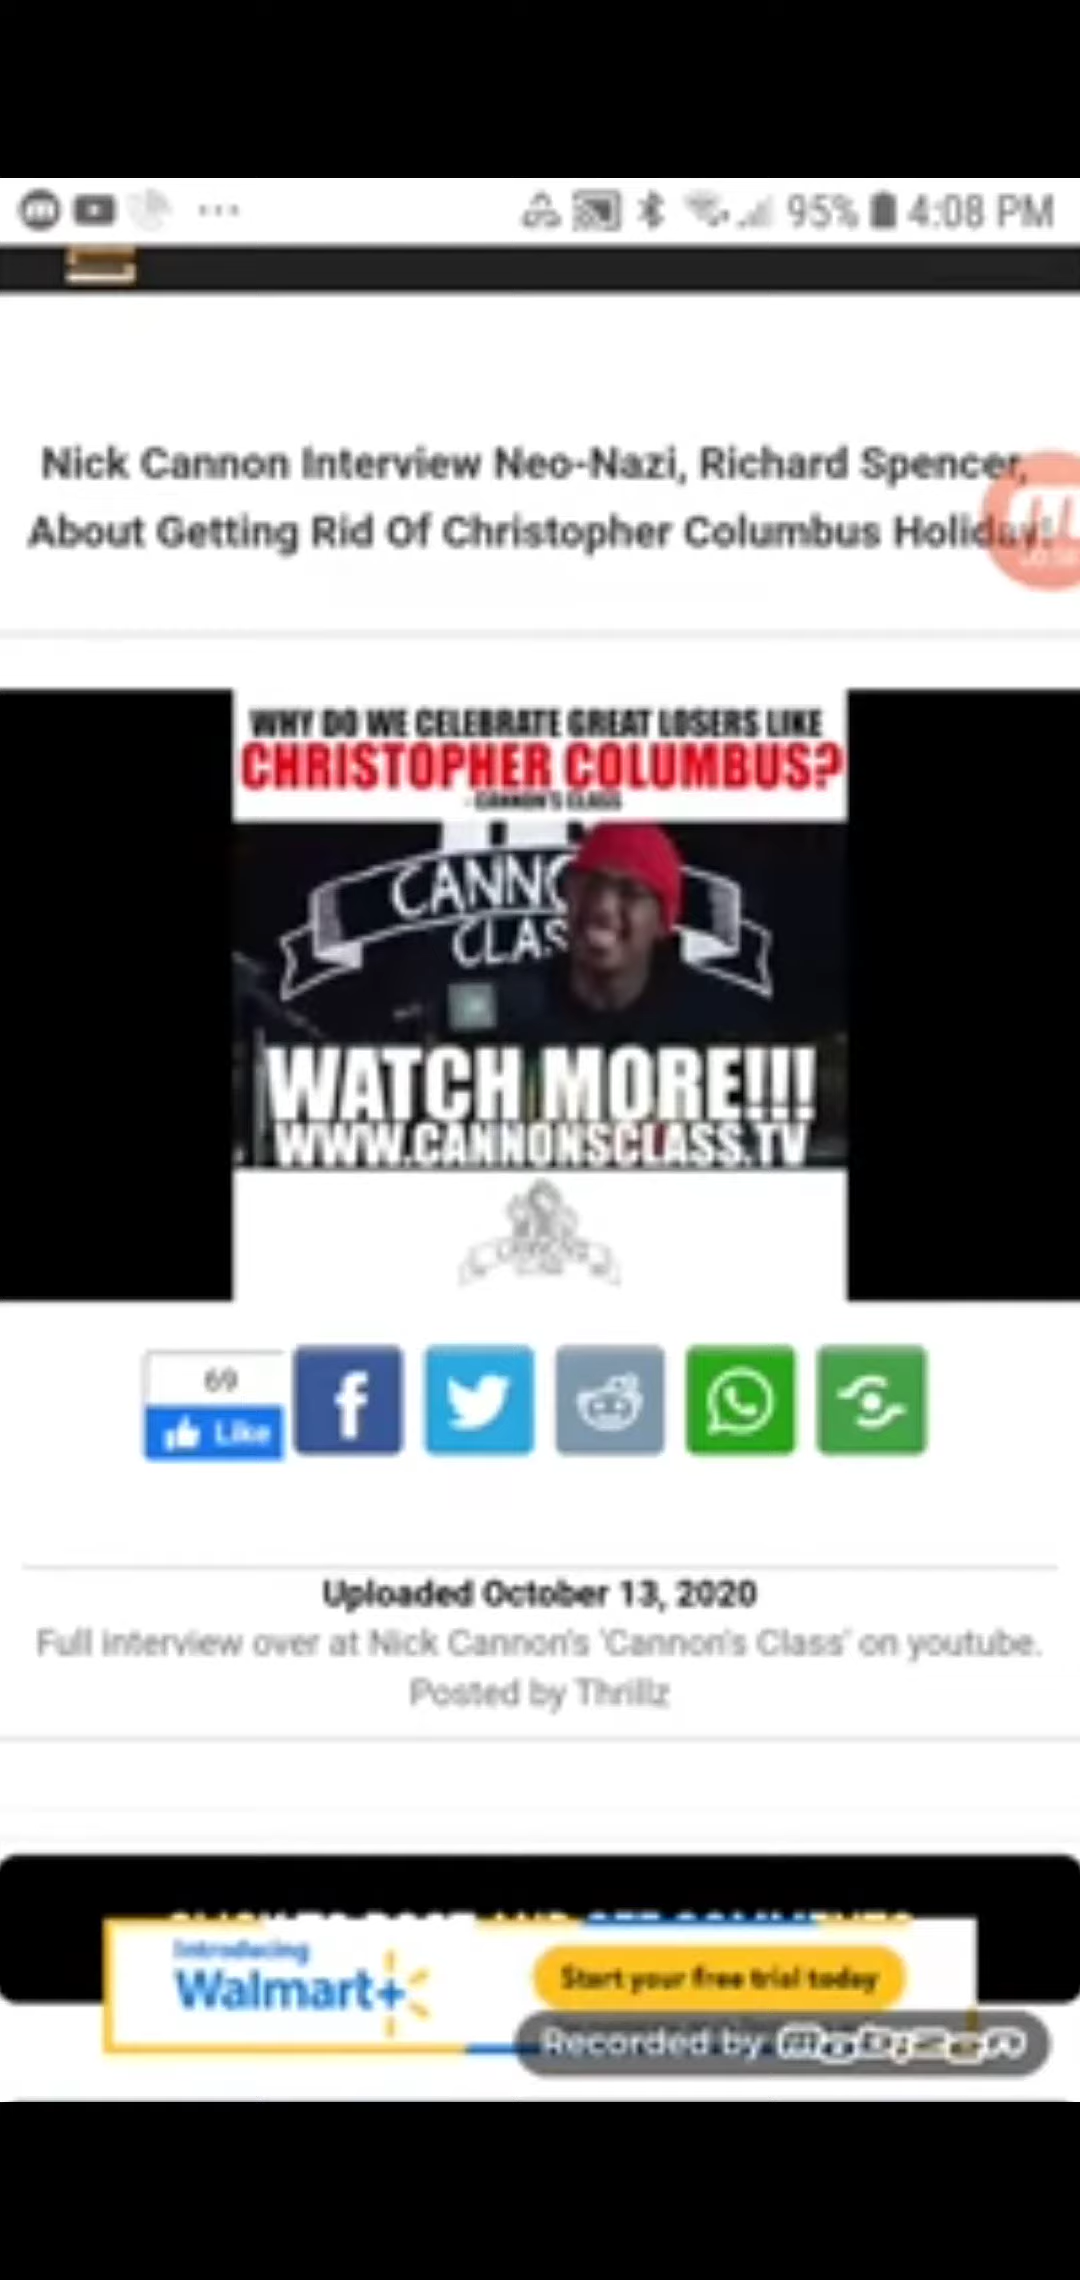 95% 4:08 PM
Nick Cannon Interview Neo-Nazi, Richard Spencer,
About Getting Rid Of Christopher Columbus Holiday!
WHY DO WE CELEBRATE GREAT LOSERS LIKE
CHRISTOPHER COLUMBUS?
- CANNON'S CLASS
CANNO
CLAS
WATCH MORE!!!
WWW.CANNONSCLASS.TV
69
Like
Uploaded October 13, 2020
Full interview over at Nick Cannon's 'Cannon's Class' on youtube.
Posted by Thrillz
Introducing
Walmart+
Start your free trial today
Recorded by mobizen